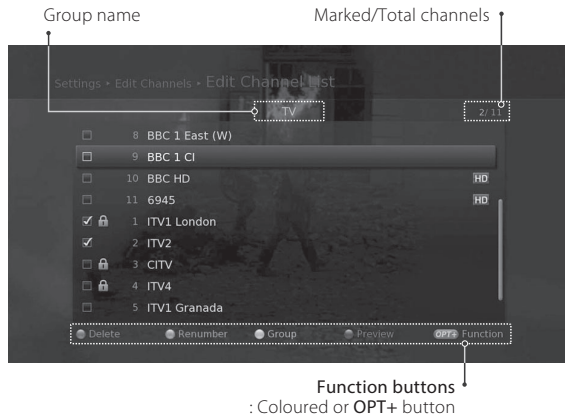 Group name
Marked/Total channels
Settings • Edit Channels • Edit Channel List
TV
2/ 11
8 BBC 1 East (W)
9 BBC 1 CI
10 BBC HD HD
11 6945 HD
1 ITV1 London
2 ITV2
3 CITV
4 ITV4
5 ITV1 Granada
Delete Renumber Group Preview OPT+ Function
Function buttons
: Coloured or OPT+ button